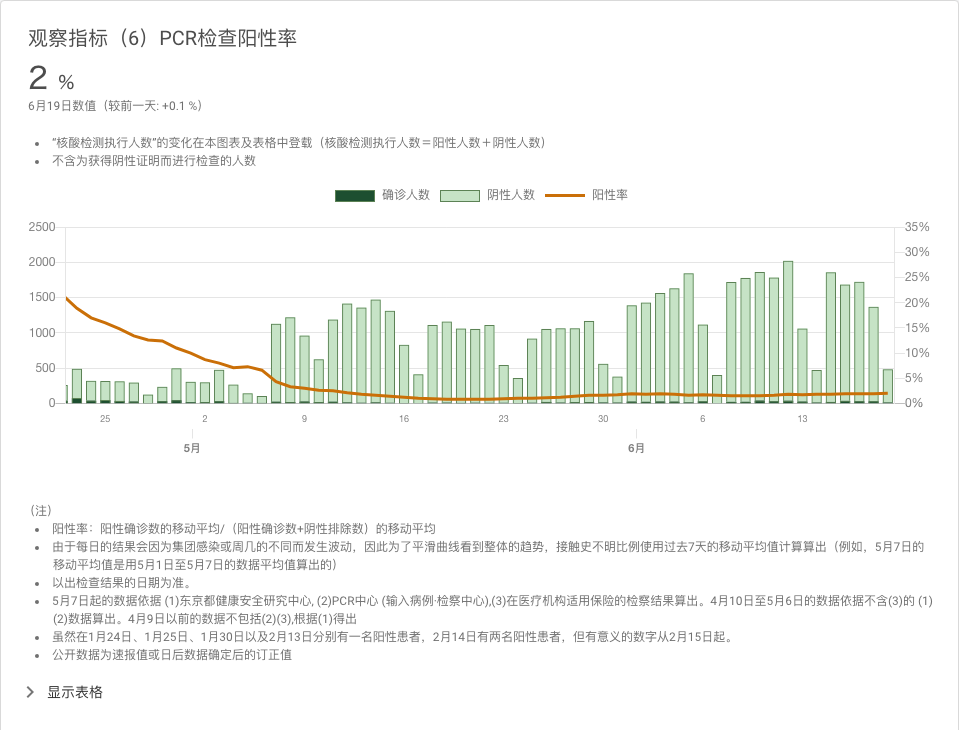 观察指标（6）PCR检查阳性率
2 %
6月19日数值（较前一天: +0.1 %）
“核酸检测执行人数”的变化在本图表及表格中登载（核酸检测执行人数＝阳性人数＋阴性人数）
不含为获得阴性证明而进行检查的人数
确诊人数 阴性人数 阳性率
2500 35%
30%
2000
25%
1500 20%
15%
1000
10%
500
5%
0 0%
25 2 9 16 23 30 6 13
5月 6月
（注）
阳性率：阳性确诊数的移动平均/（阳性确诊数+阴性排除数）的移动平均
由于每日的结果会因为集团感染或周几的不同而发生波动，因此为了平滑曲线看到整体的趋势，接触史不明比例使用过去7天的移动平均值计算算出（例如，5月7日的
移动平均值是用5月1日至5月7日的数据平均值算出的）
以出检查结果的日期为准。
5月7日起的数据依据 (1)东京都健康安全研究中心, (2)PCR中心 (输入病例·检察中心),(3)在医疗机构适用保险的检察结果算出。4月10日至5月6日的数据依据不含(3)的 (1)
(2)数据算出。4月9日以前的数据不包括(2)(3),根据(1)得出
虽然在1月24日、1月25日、1月30日以及2月13日分别有一名阳性患者，2月14日有两名阳性患者，但有意义的数字从2月15日起。
公开数据为速报值或日后数据确定后的订正值
显示表格